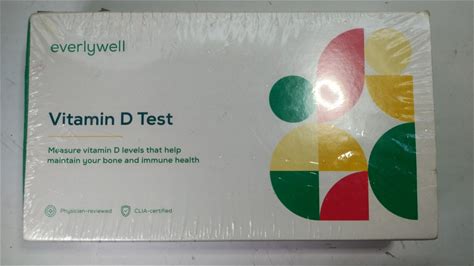 everlywell
Vitamin D Test
Measure vitamin D levels that help
maintain your bone and immune health
Physician-reviewed
CLIA-certified